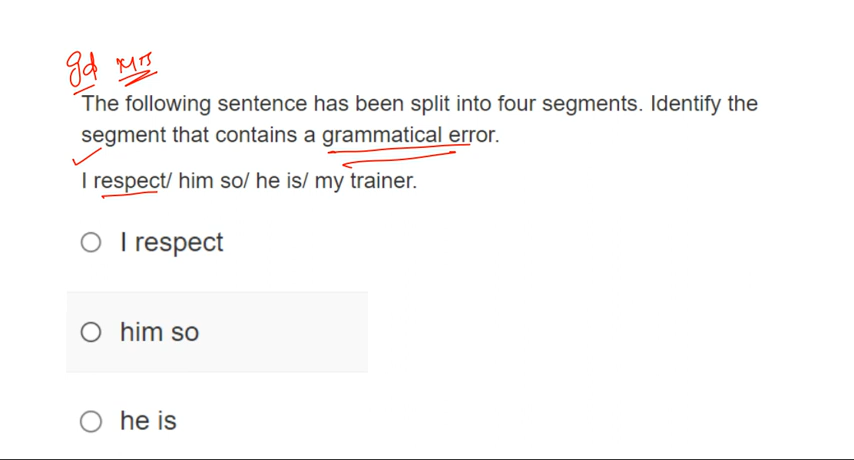 gd
The following sentence has been split into four segments. Identify the
segment that contains a grammatical error.
I respect/ him so/ he is/ my trainer.
I respect
him so
he is